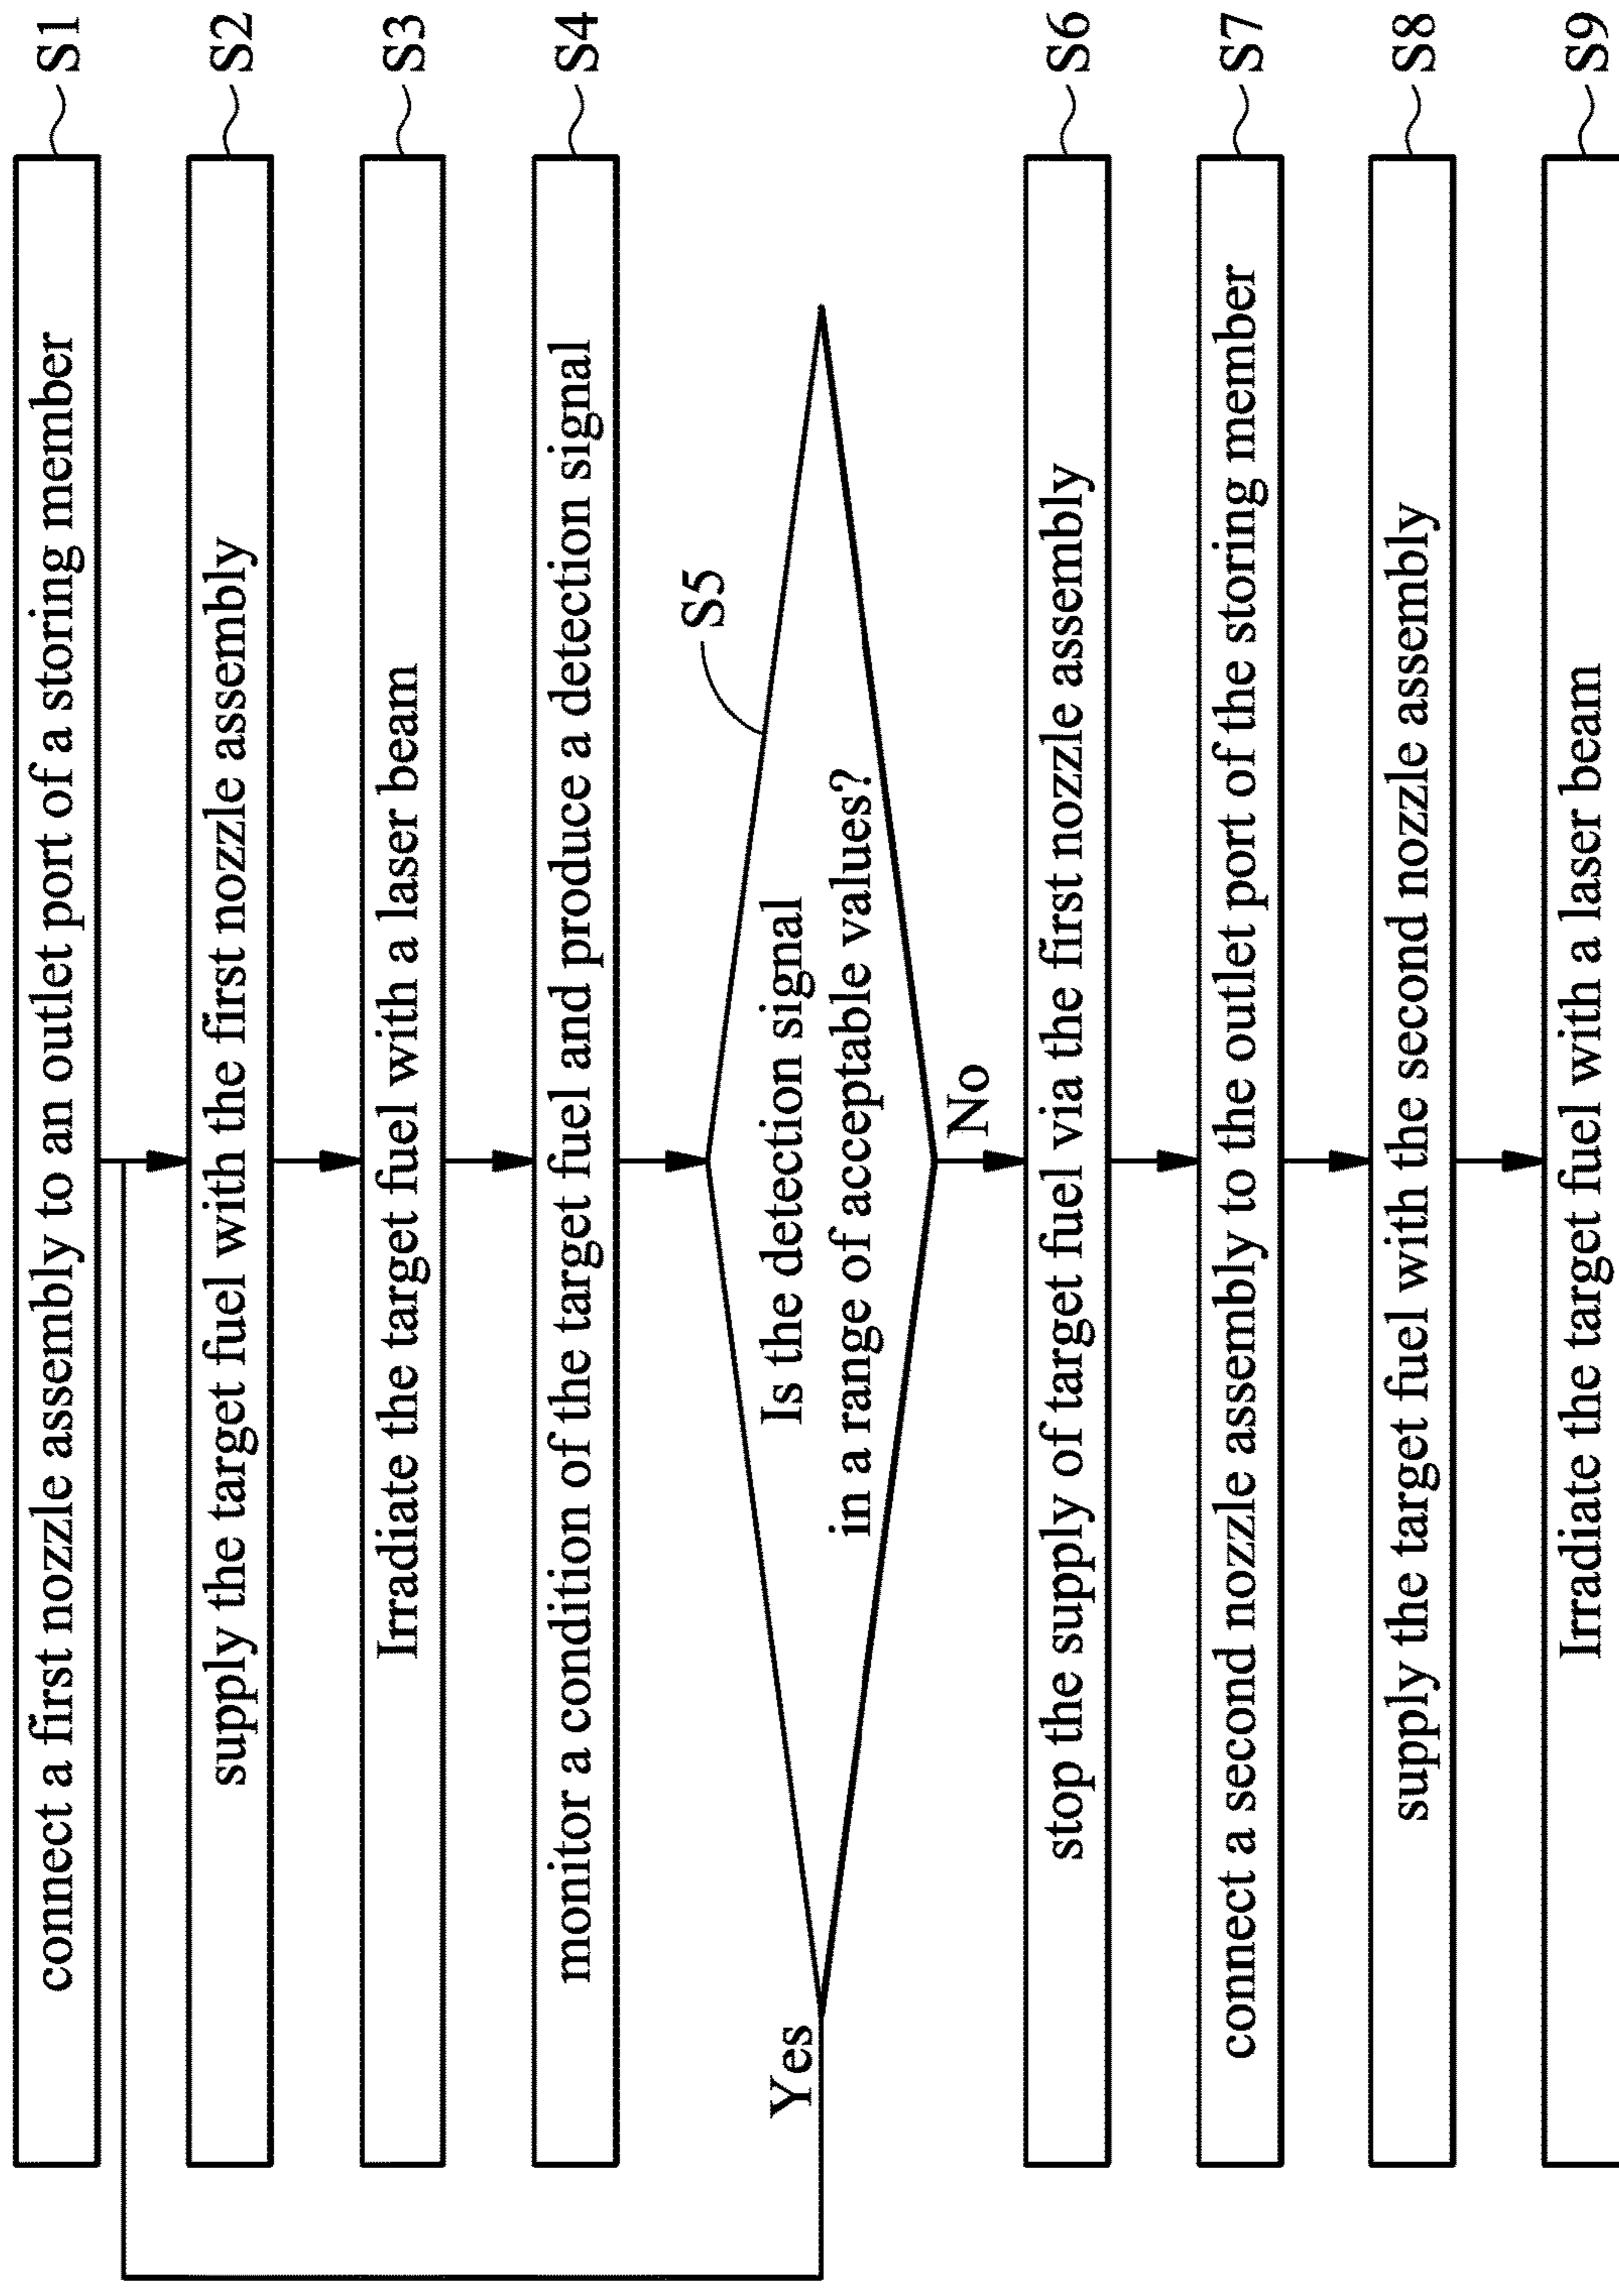 connect a first nozzle assembly to an outlet port of a storing member
S1
supply the target fuel with the first nozzle assembly
S2
Irradiate the target fuel with a laser beam
S3
monitor a condition of the target fuel and produce a detection signal
S4
S5
Is the detection signal
in a range of acceptable values?
Yes
No
stop the supply of target fuel via the first nozzle assembly
S6
connect a second nozzle assembly to the outlet port of the storing member
S7
supply the target fuel with the second nozzle assembly
S8
Irradiate the target fuel with a laser beam
S9